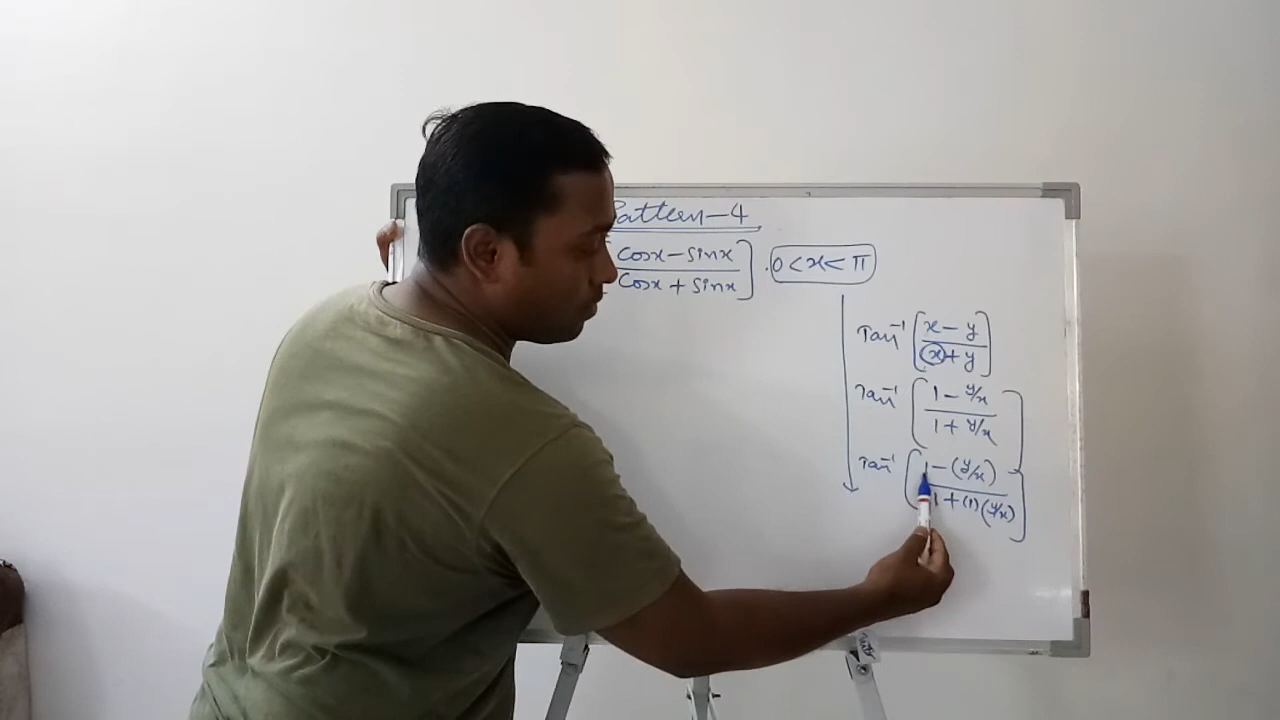 Pattern-4
cosx - sinx
cosx + sinx
. 0 < x < π
Tan⁻¹ [ x - y
x + y ]
Tan⁻¹ [ 1 - y/x
1 + y/x ]
Tan⁻¹ [ 1 - (y/x)
1 + (1) (y/x) ]